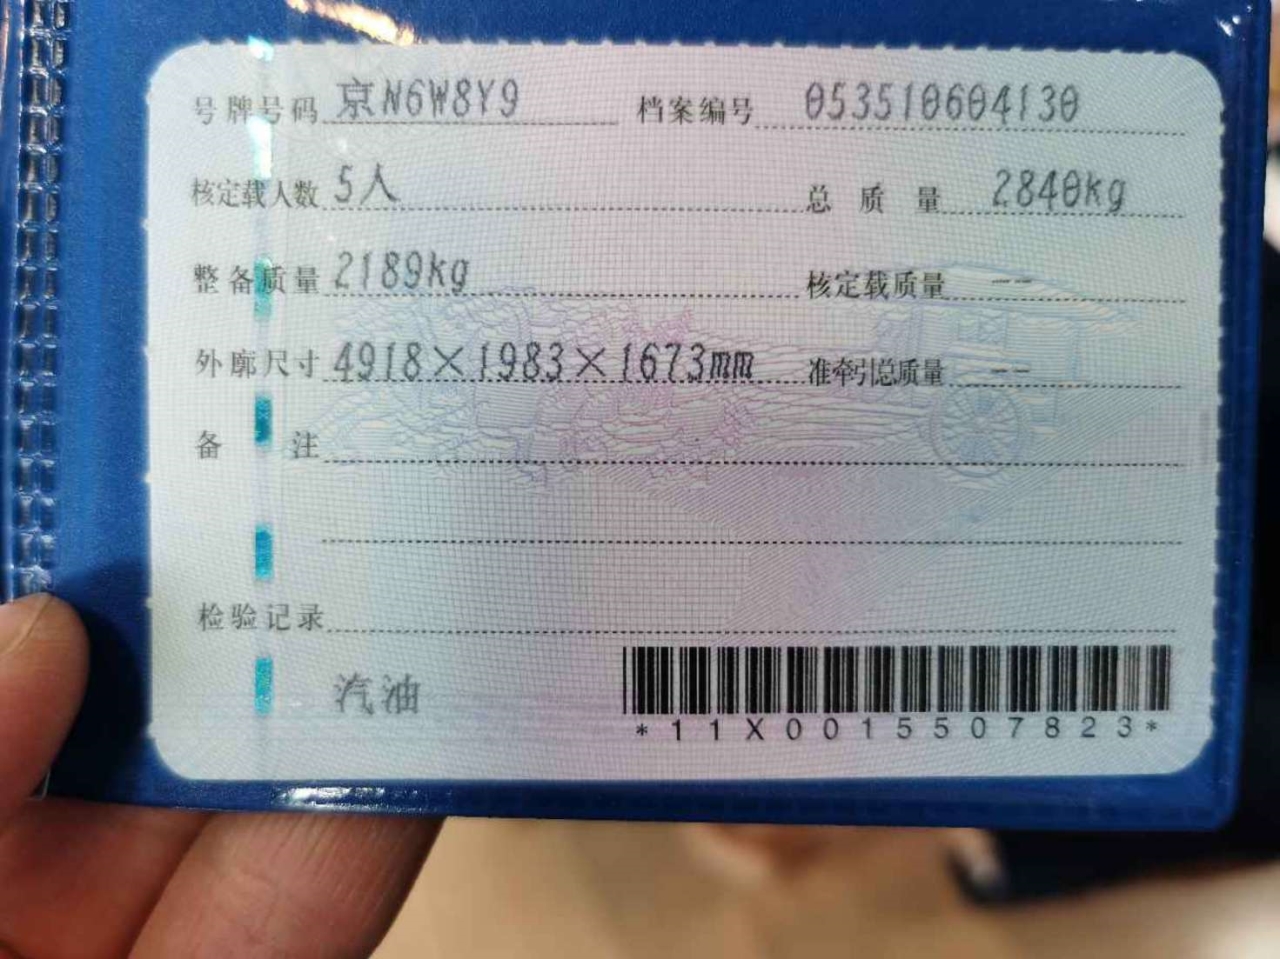 号牌号码 京N6W8Y9 档案编号 053510604130
核定载人数 5人 总质量 2840kg
整备质量 2189kg 核定载质量 --
外廓尺寸 4918×1983×1673mm 准牵引总质量 --
备注
检验记录
汽油
*11X0015507823*